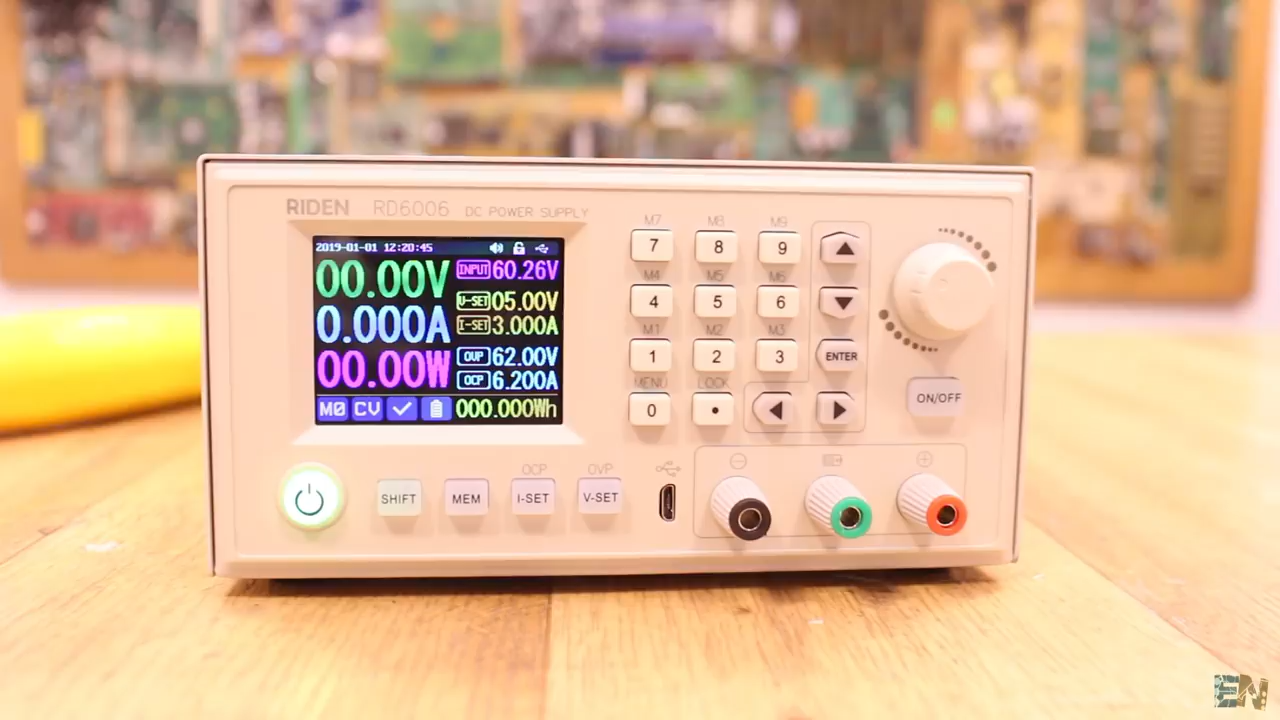 RIDEN RD6006 DC POWER SUPPLY
2019-01-01 12:20:45
00.00V
INPUT 60.26V
V-SET 05.00V
0.000A
I-SET 3.000A
00.00W
OVP 62.00V
OCP 6.200A
M0 CV 000.000Wh
M7 M8 M9
7 8 9
M4 M5 M6
4 5 6
M1 M2 M3
1 2 3 ENTER
MENU LOCK
0 •
ON/OFF
OCP OVP
SHIFT MEM I-SET V-SET
EN